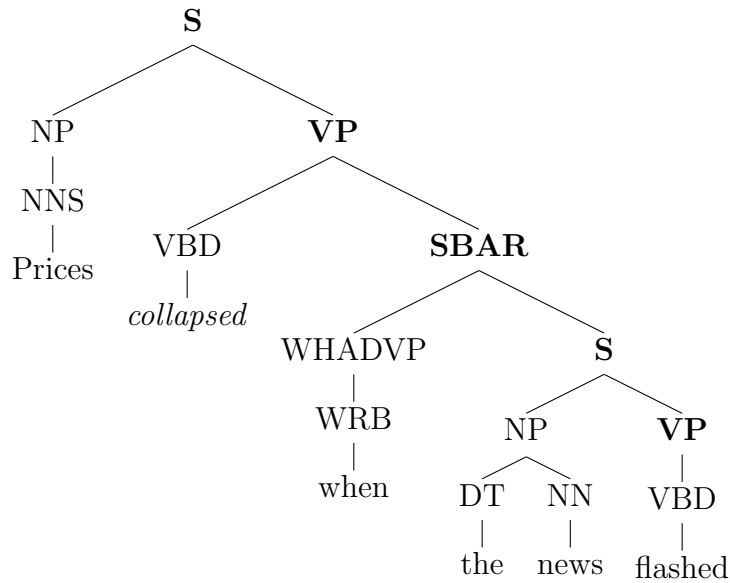 S
NP VP
NNS VBD SBAR
Prices collapsed WHADVP S
WRB NP VP
when DT NN VBD
the news flashed